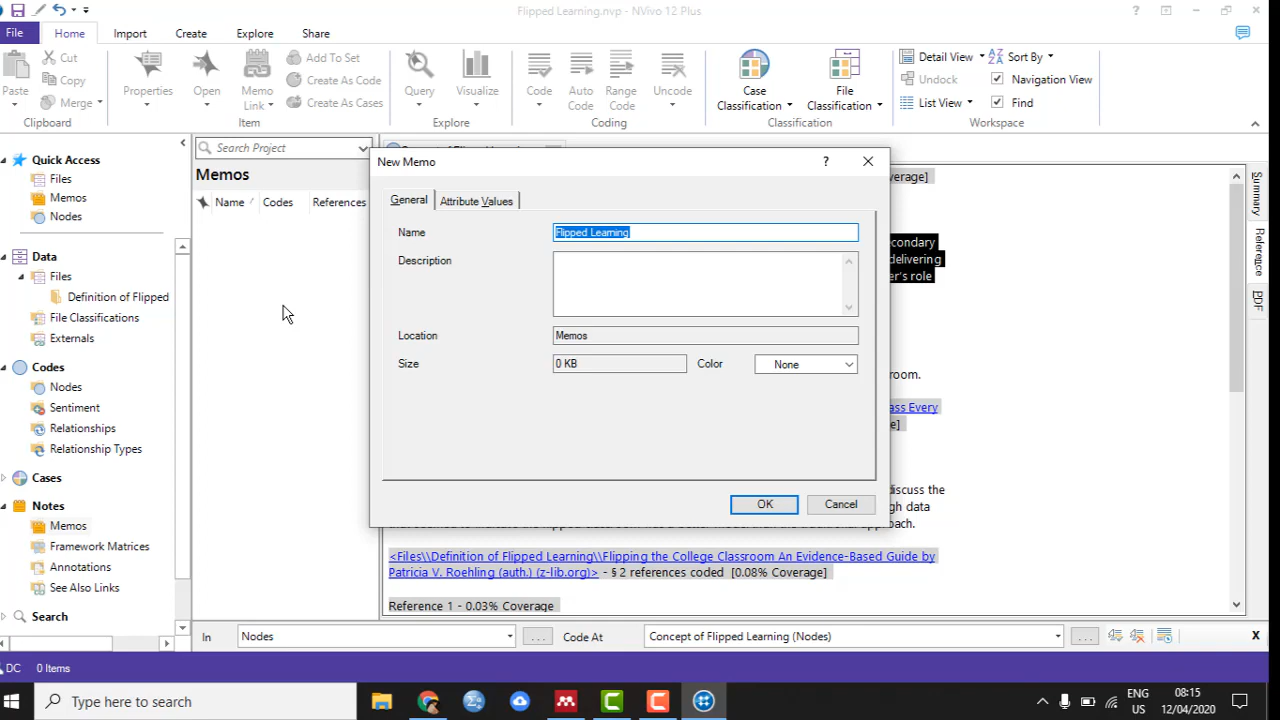 Flipped Learning.nvp - NVivo 12 Plus
File
Home
Import
Create
Explore
Share
Paste
Cut
Copy
Merge
Clipboard
Properties
Open
Memo
Link
Add To Set
Create As Code
Create As Cases
Item
Query
Visualize
Explore
Code
Auto
Code
Range
Code
Uncode
Coding
Case
Classification
File
Classification
Classification
Detail View
Undock
List View
Sort By
Navigation View
Find
Workspace
Quick Access
Files
Memos
Nodes
Data
Files
Definition of Flipped
File Classifications
Externals
Codes
Nodes
Sentiment
Relationships
Relationship Types
Cases
Notes
Memos
Framework Matrices
Annotations
See Also Links
Search
Search Project
Memos
Name
Codes
References
New Memo
?
General
Attribute Values
Name
Flipped Learning
Description
Location
Memos
Size
0 KB
Color
None
OK
Cancel
verage]
condary
delivering
er's role
room.
ass Every
e]
discuss the
gh data
proach.
<Files\\Definition of Flipped Learning\\Flipping the College Classroom An Evidence-Based Guide by
Patricia V. Roehling (auth.) (z-lib.org)> - § 2 references coded [0.08% Coverage]
Reference 1 - 0.03% Coverage
Summary
Reference
PDF
In
Nodes
...
Code At
Concept of Flipped Learning (Nodes)
...
X
DC
0 Items
Type here to search
ENG
US
08:15
12/04/2020